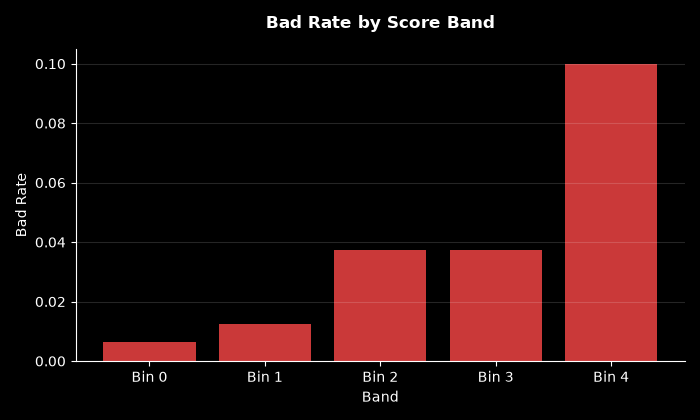 Bad Rate by Score Band
0.10
0.08
0.06
0.04
0.02
0.00
Bad Rate
Bin 0 Bin 1 Bin 2 Bin 3 Bin 4
Band